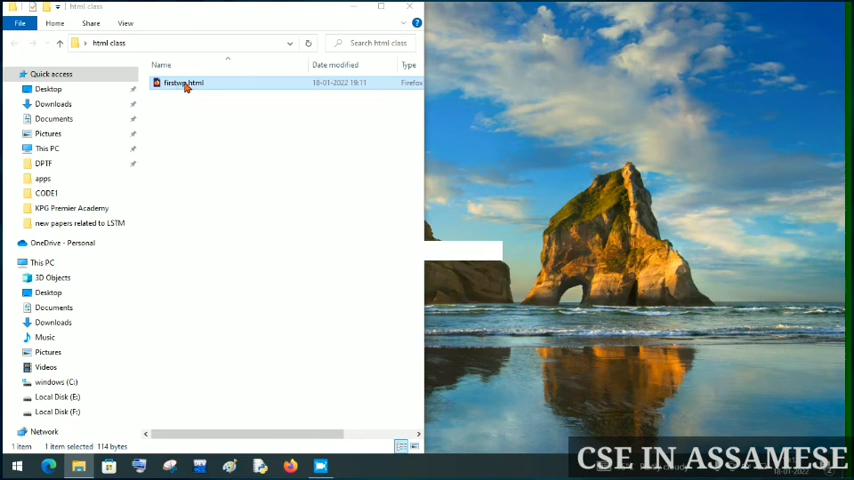 html class
File
Home
Share
View
html class
Search html class
Name
Date modified
Type
18-01-2022 19:11
Firefox
Quick access
Desktop
Downloads
Documents
Pictures
This PC
DPTF
apps
CODE1
KPG Premier Academy
new papers related to LSTM
OneDrive - Personal
This PC
3D Objects
Desktop
Documents
Downloads
Music
Pictures
Videos
windows (C:)
Local Disk (E:)
Local Disk (F:)
Network
1 item
1 item selected
114 bytes
CSE IN ASSAMESE
18-01-2022